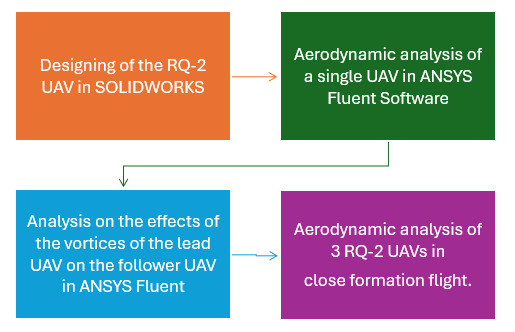 Designing of the RQ-2
UAV in SOLIDWORKS
Aerodynamic analysis of
a single UAV in ANSYS
Fluent Software
Analysis on the effects of
the vortices of the lead
UAV on the follower UAV
in ANSYS Fluent
Aerodynamic analysis of
3 RQ-2 UAVs in
close formation flight.